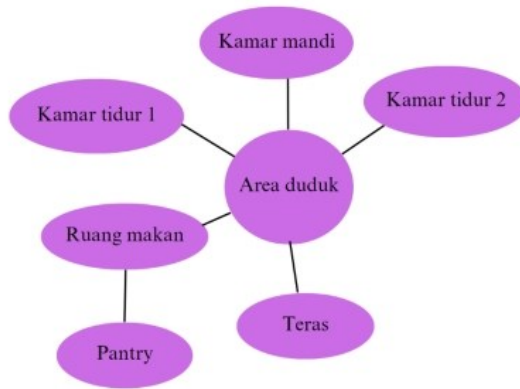 Kamar mandi
Kamar tidur 1
Kamar tidur 2
Area duduk
Ruang makan
Teras
Pantry